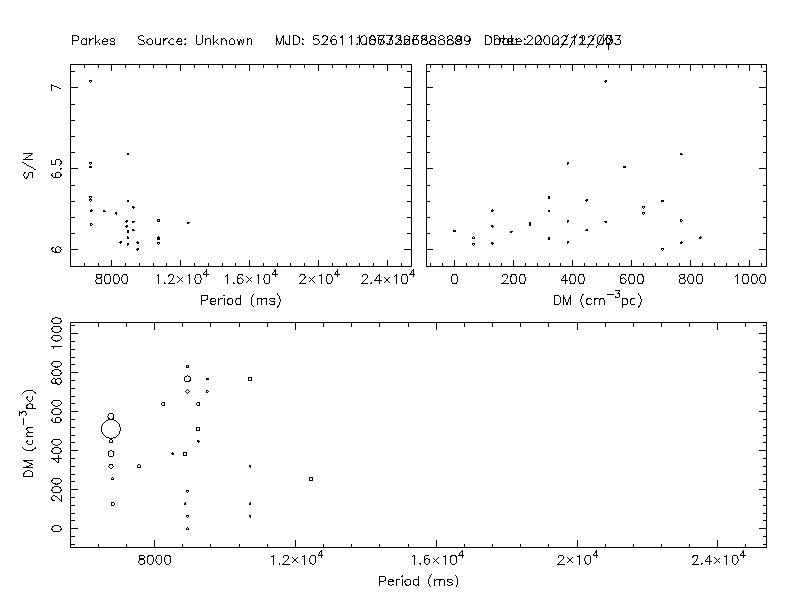 Parkes Source: Unknown MJD:
7
6.5
6
S/N
8000 1.2×10⁴ 1.6×10⁴ 2×10⁴ 2.4×10⁴
Period (ms)
0 200 400 600 800 1000
DM (cm⁻³pc)
1000
800
600
400
200
0
DM (cm⁻³pc)
8000 1.2×10⁴ 1.6×10⁴ 2×10⁴ 2.4×10⁴
Period (ms)